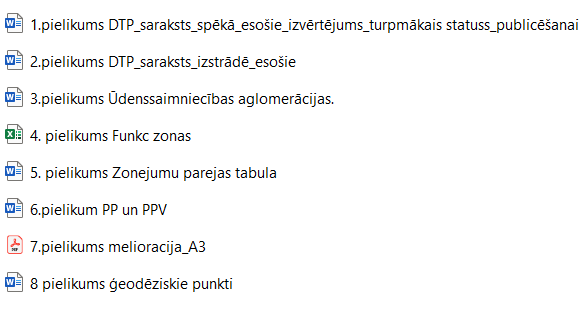 1.pielikums DTP_saraksts_spēkā_esošie_izvērtējums_turpmākais statuss_publicēšanai
2.pielikums DTP_saraksts_izstrādē_esošie
3.pielikums Ūdenssaimniecības aglomerācijas.
4. pielikums Funkc zonas
5. pielikums Zonejumu parejas tabula
6.pielikum PP un PPV
7.pielikums melioracija_A3
8 pielikums ģeodēziskie punkti